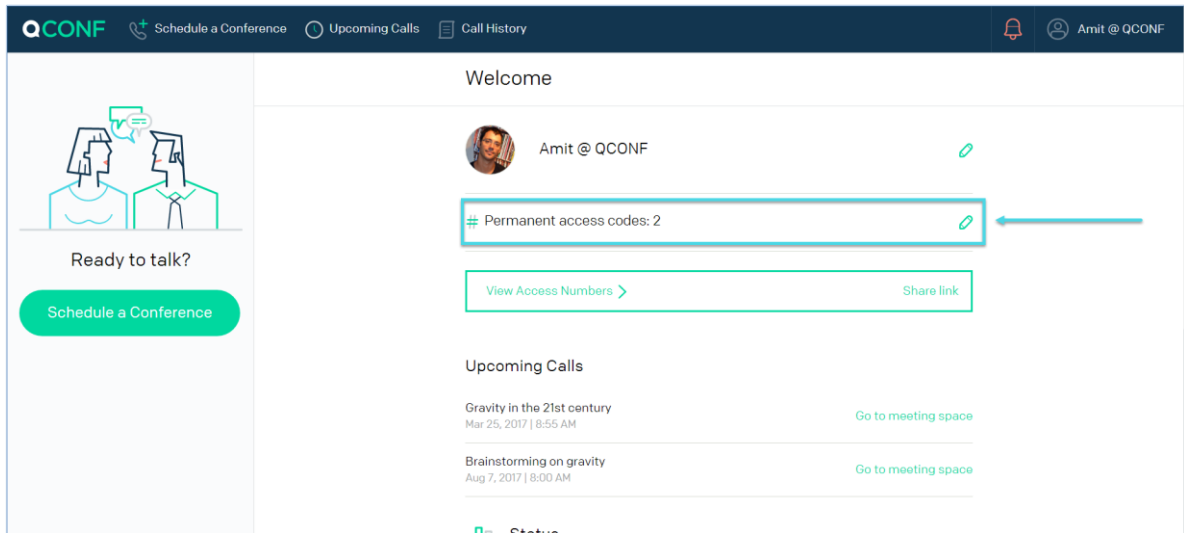 QCONF Schedule a Conference Upcoming Calls Call History Amit @ QCONF
Welcome
Amit @ QCONF
# Permanent access codes: 2
Ready to talk?
Schedule a Conference
View Access Numbers > Share link
Upcoming Calls
Gravity in the 21st century
Mar 25, 2017 | 8:55 AM
Go to meeting space
Brainstorming on gravity
Aug 7, 2017 | 8:00 AM
Go to meeting space
Status